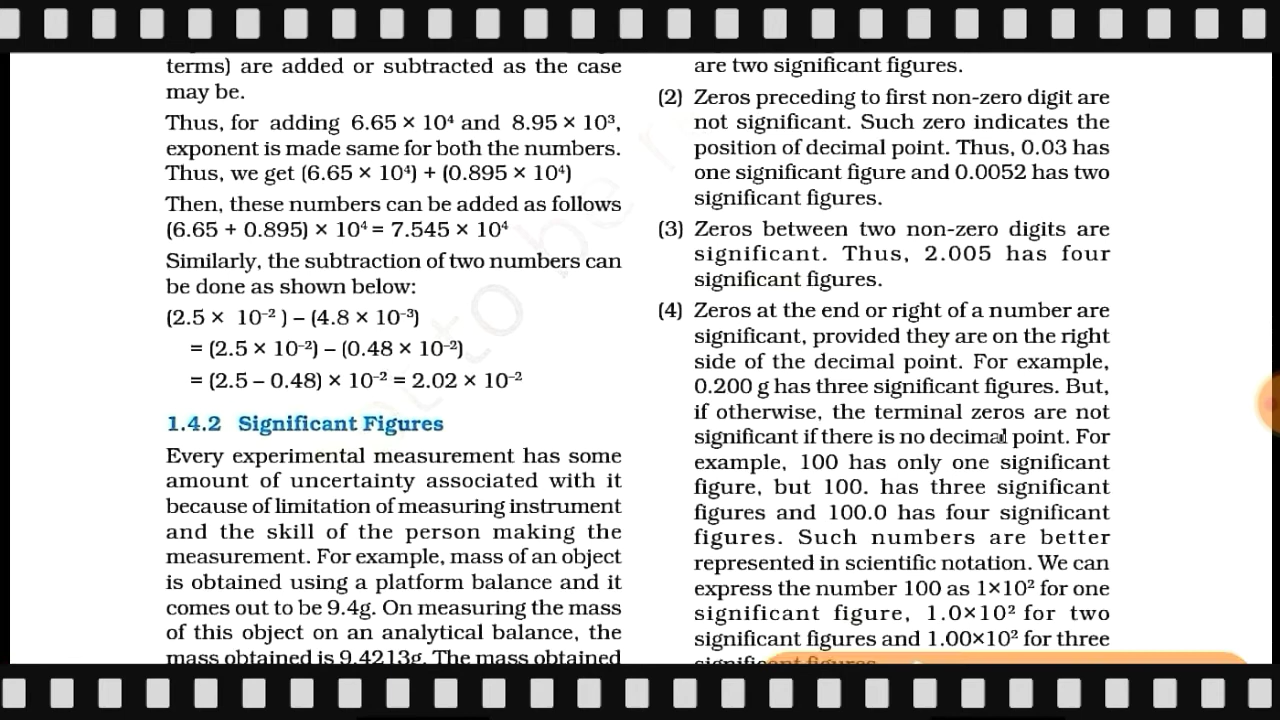 terms) are added or subtracted as the case
may be.
Thus, for adding 6.65 × 10⁴ and 8.95 × 10³,
exponent is made same for both the numbers.
Thus, we get (6.65 × 10⁴) + (0.895 × 10⁴)
Then, these numbers can be added as follows
(6.65 + 0.895) × 10⁴ = 7.545 × 10⁴
Similarly, the subtraction of two numbers can
be done as shown below:
(2.5 × 10⁻² ) – (4.8 × 10⁻³)
= (2.5 × 10⁻²) – (0.48 × 10⁻²)
= (2.5 – 0.48) × 10⁻² = 2.02 × 10⁻²
1.4.2 Significant Figures
Every experimental measurement has some
amount of uncertainty associated with it
because of limitation of measuring instrument
and the skill of the person making the
measurement. For example, mass of an object
is obtained using a platform balance and it
comes out to be 9.4g. On measuring the mass
of this object on an analytical balance, the
mass obtained is 9.4213g. The mass obtained
are two significant figures.
(2) Zeros preceding to first non-zero digit are
not significant. Such zero indicates the
position of decimal point. Thus, 0.03 has
one significant figure and 0.0052 has two
significant figures.
(3) Zeros between two non-zero digits are
significant. Thus, 2.005 has four
significant figures.
(4) Zeros at the end or right of a number are
significant, provided they are on the right
side of the decimal point. For example,
0.200 g has three significant figures. But,
if otherwise, the terminal zeros are not
significant if there is no decimal point. For
example, 100 has only one significant
figure, but 100. has three significant
figures and 100.0 has four significant
figures. Such numbers are better
represented in scientific notation. We can
express the number 100 as 1×10² for one
significant figure, 1.0×10² for two
significant figures and 1.00×10² for three
significant figures.
to be r